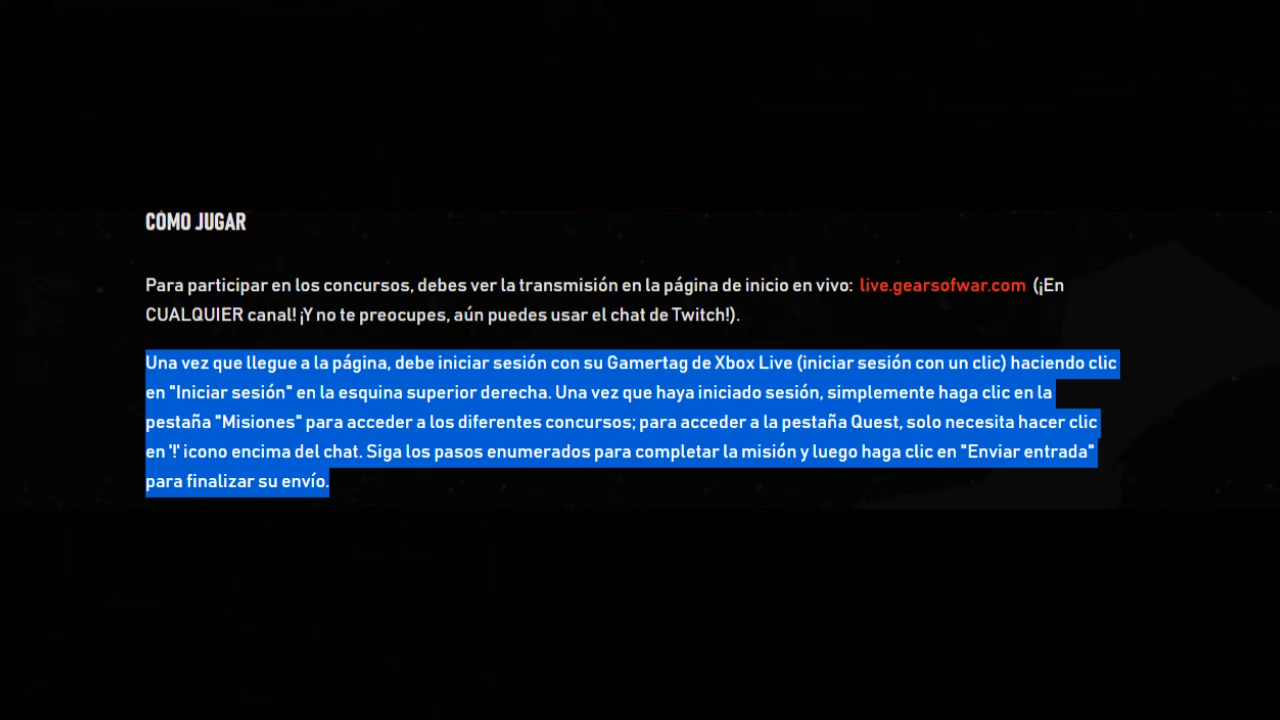 CÓMO JUGAR
Para participar en los concursos, debes ver la transmisión en la página de inicio en vivo: live.gearsofwar.com (¡En
CUALQUIER canal! ¡Y no te preocupes, aún puedes usar el chat de Twitch!).
Una vez que llegue a la página, debe iniciar sesión con su Gamertag de Xbox Live (iniciar sesión con un clic) haciendo clic
en "Iniciar sesión" en la esquina superior derecha. Una vez que haya iniciado sesión, simplemente haga clic en la
pestaña "Misiones" para acceder a los diferentes concursos; para acceder a la pestaña Quest, solo necesita hacer clic
en '!' icono encima del chat. Siga los pasos enumerados para completar la misión y luego haga clic en "Enviar entrada"
para finalizar su envío.